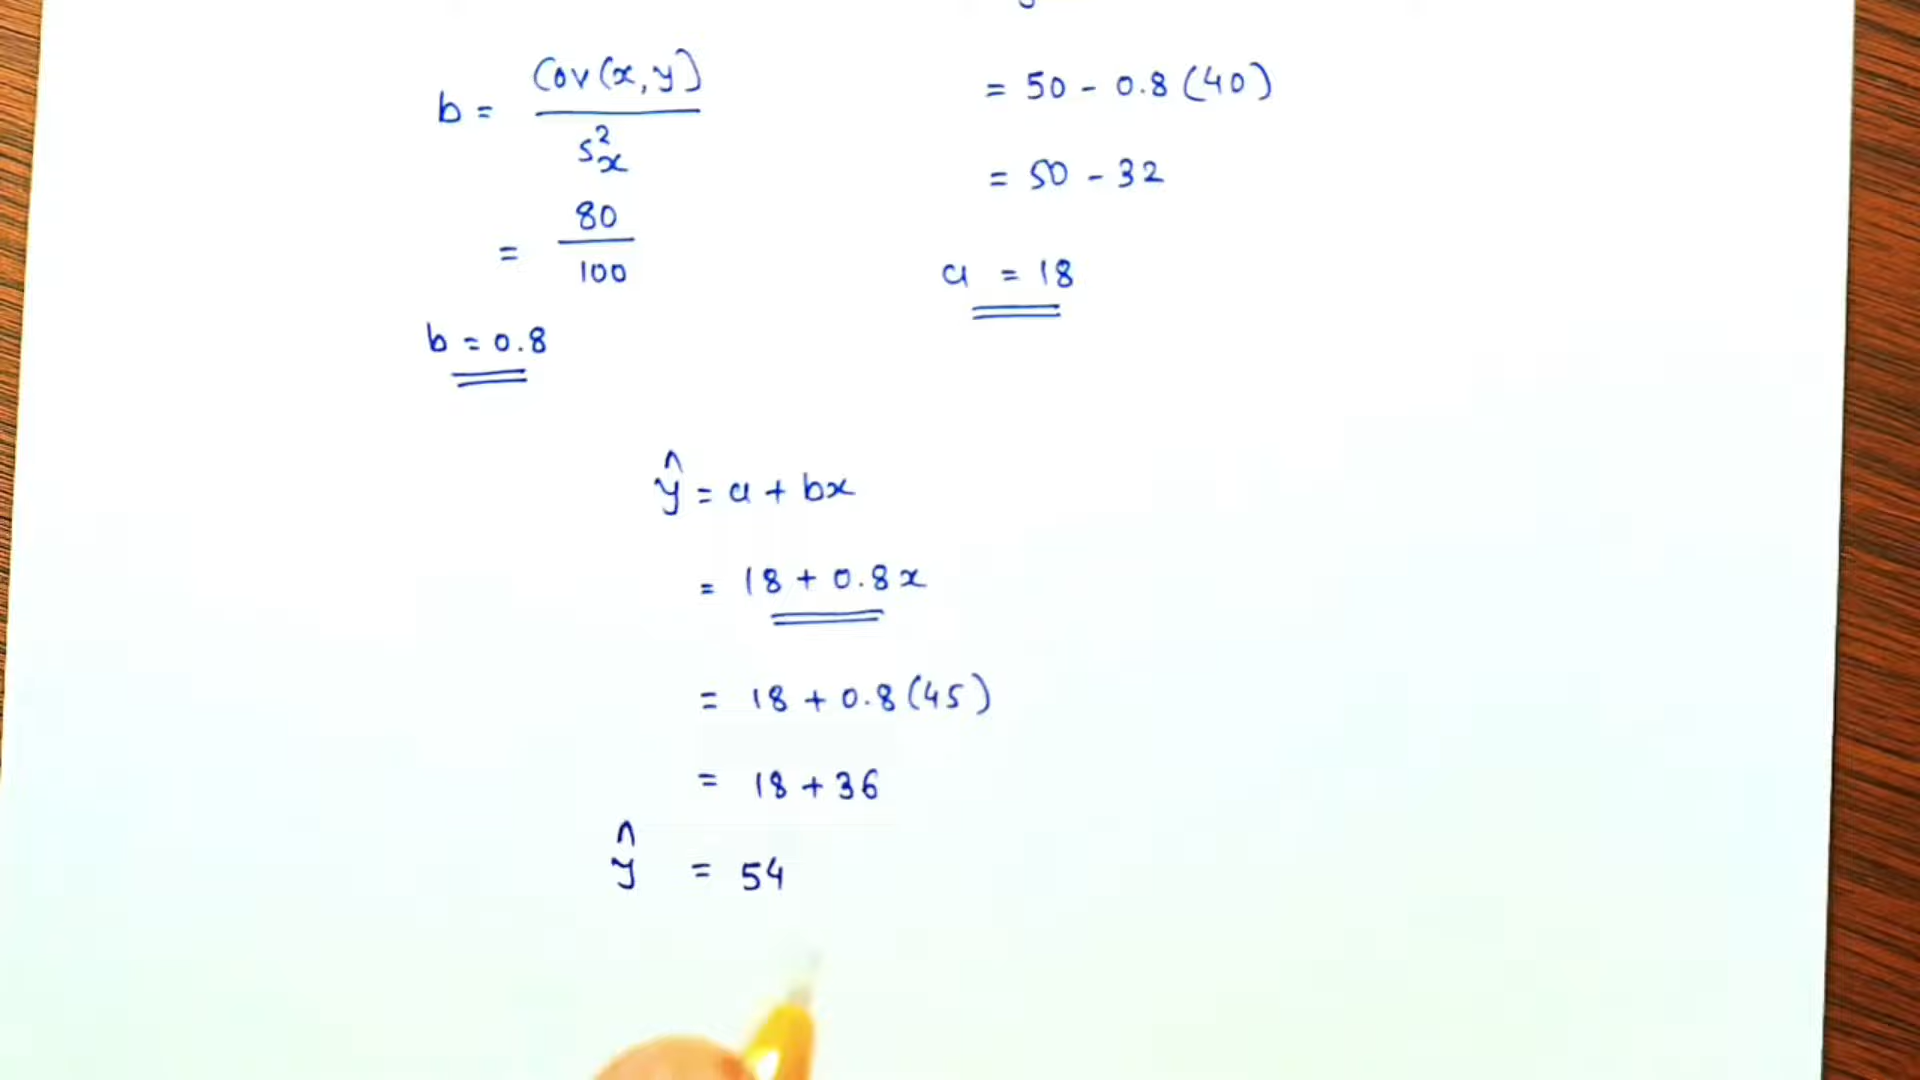 b = Cov(x,y) / s²x
= 80 / 100
b = 0.8
= 50 - 0.8 (40)
= 50 - 32
a = 18
ŷ = a + bx
= 18 + 0.8x
= 18 + 0.8(45)
= 18 + 36
ŷ = 54